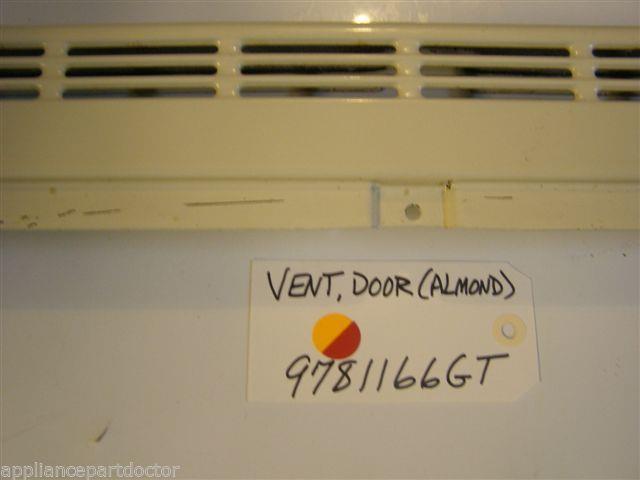 VENT, DOOR (ALMOND)
9781166GT
appliancepartdoctor